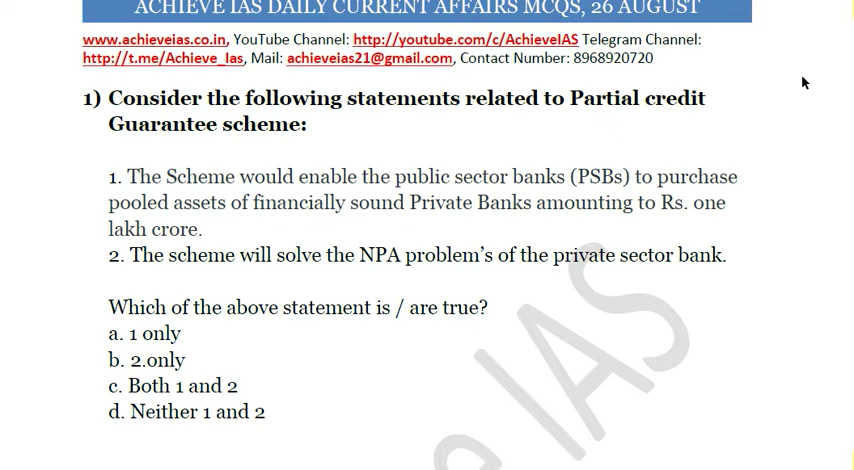 ACHIEVE IAS DAILY CURRENT AFFAIRS MCQS, 26 AUGUST
www.achieveias.co.in, YouTube Channel: http://youtube.com/c/AchieveIAS Telegram Channel:
http://t.me/Achieve_Ias, Mail: achieveias21@gmail.com, Contact Number: 8968920720
1) Consider the following statements related to Partial credit
Guarantee scheme:
1. The Scheme would enable the public sector banks (PSBs) to purchase
pooled assets of financially sound Private Banks amounting to Rs. one
lakh crore.
2. The scheme will solve the NPA problem's of the private sector bank.
Which of the above statement is / are true?
a. 1 only
b. 2.only
c. Both 1 and 2
d. Neither 1 and 2
IAS